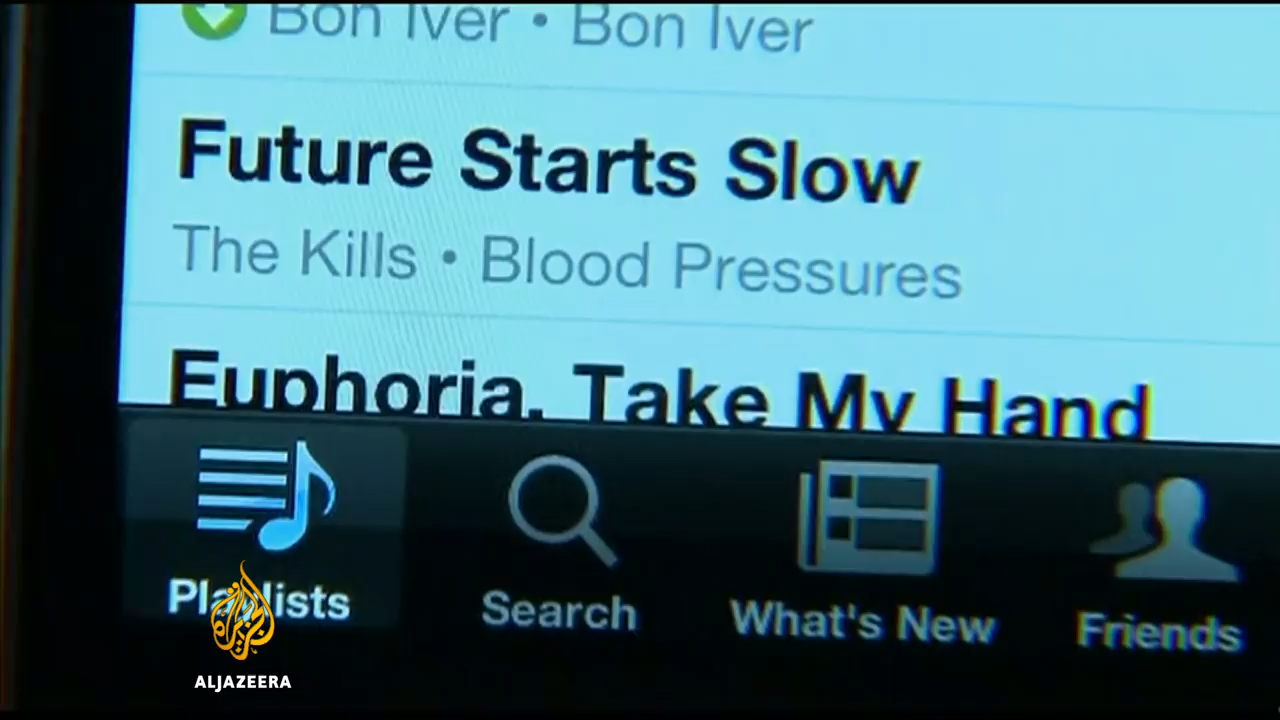 Bon Iver • Bon Iver
Future Starts Slow
The Kills • Blood Pressures
Euphoria, Take My Hand
Playlists
Search
What's New
Friends
ALJAZEERA